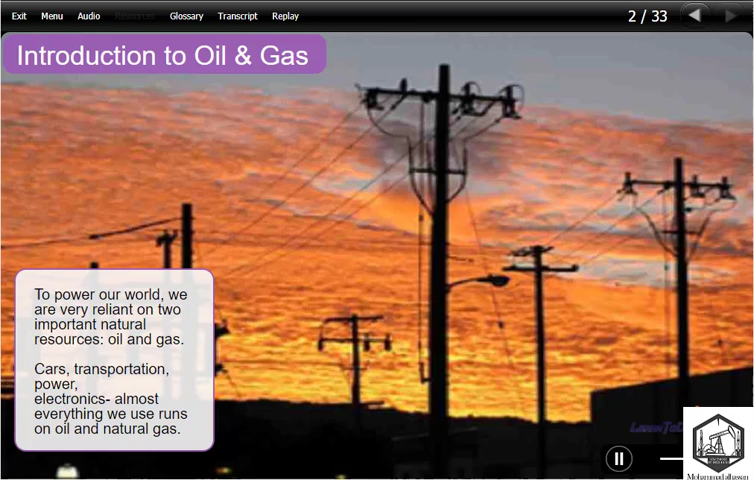 Exit Menu Audio Resources Glossary Transcript Replay 2 / 33
Introduction to Oil & Gas
To power our world, we
are very reliant on two
important natural
resources: oil and gas.
Cars, transportation,
power,
electronics- almost
everything we use runs
on oil and natural gas.
Mohammad alhassan